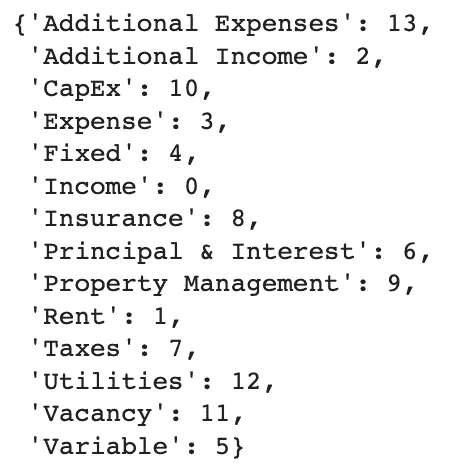 {'Additional Expenses': 13,
'Additional Income': 2,
'CapEx': 10,
'Expense': 3,
'Fixed': 4,
'Income': 0,
'Insurance': 8,
'Principal & Interest': 6,
'Property Management': 9,
'Rent': 1,
'Taxes': 7,
'Utilities': 12,
'Vacancy': 11,
'Variable': 5}